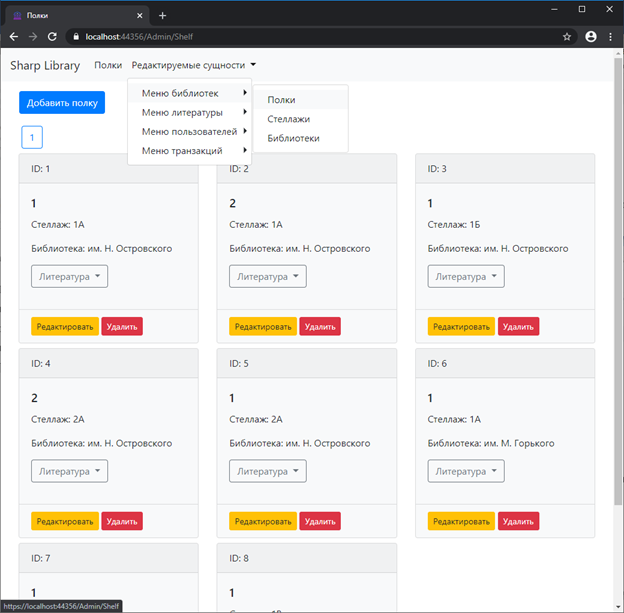 Полки
localhost:44356/Admin/Shelf
Sharp Library Полки Редактируемые сущности
Добавить полку
Меню библиотек
Меню литературы
Меню пользователей
Меню транзакций
Полки
Стеллажи
Библиотеки
1
ID: 1
1
Стеллаж: 1А
Библиотека: им. Н. Островского
Литература
Редактировать Удалить
ID: 2
2
Стеллаж: 1А
Библиотека: им. Н. Островского
Литература
Редактировать Удалить
ID: 3
1
Стеллаж: 1Б
Библиотека: им. Н. Островского
Литература
Редактировать Удалить
ID: 4
2
Стеллаж: 2А
Библиотека: им. Н. Островского
Литература
Редактировать Удалить
ID: 5
1
Стеллаж: 2А
Библиотека: им. Н. Островского
Литература
Редактировать Удалить
ID: 6
1
Стеллаж: 1А
Библиотека: им. М. Горького
Литература
Редактировать Удалить
ID: 7
1
ID: 8
1
https://localhost:44356/Admin/Shelf